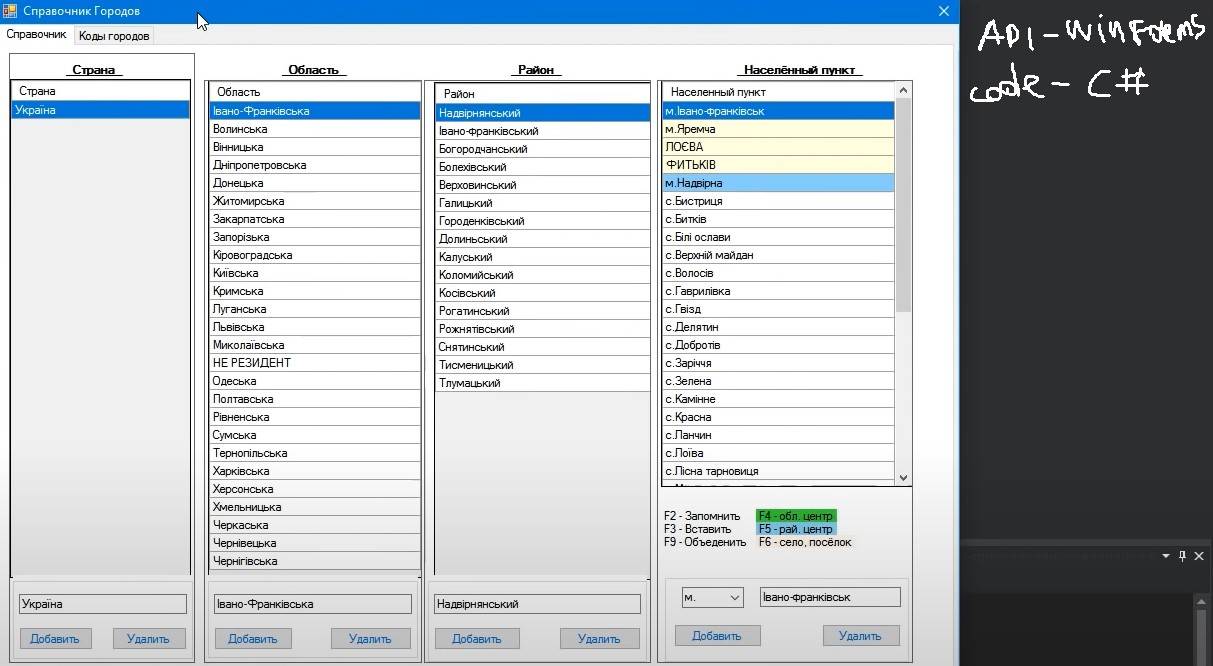 Справочник Городов
Справочник
Коды городов
Страна
Страна
Україна
Україна
Добавить
Удалить
Область
Область
Івано-Франківська
Волинська
Вінницька
Дніпропетровська
Донецька
Житомирська
Закарпатська
Запорізька
Кіровоградська
Київська
Кримська
Луганська
Львівська
Миколаївська
НЕ РЕЗИДЕНТ
Одеська
Полтавська
Рівненська
Сумська
Тернопільська
Харківська
Херсонська
Хмельницька
Черкаська
Чернівецька
Чернігівська
Івано-Франківська
Добавить
Удалить
Район
Район
Надвірнянський
Івано-франківський
Богородчанський
Болехівський
Верховинський
Галицький
Городенківський
Долинський
Калуський
Коломийський
Косівський
Рогатинський
Рожнятівський
Снятинський
Тисменицький
Тлумацький
Надвірнянський
Добавить
Удалить
Населённый пункт
Населенный пункт
м.Івано-франківськ
м.Яремча
ЛОЄВА
ФИТЬКІВ
м.Надвірна
с.Бистриця
с.Битків
с.Білі ослави
с.Верхній майдан
с.Волосів
с.Гаврилівка
с.Гвізд
с.Делятин
с.Добротів
с.Заріччя
с.Зелена
с.Камінне
с.Красна
с.Ланчин
с.Лоїва
с.Лісна тарновиця
F2 - Запомнить F4 - обл. центр
F3 - Вставить F5 - рай. центр
F9 - Объеденить F6 - село, посёлок
м.
Івано-франківськ
Добавить
Удалить
API - WinForms
code - C#